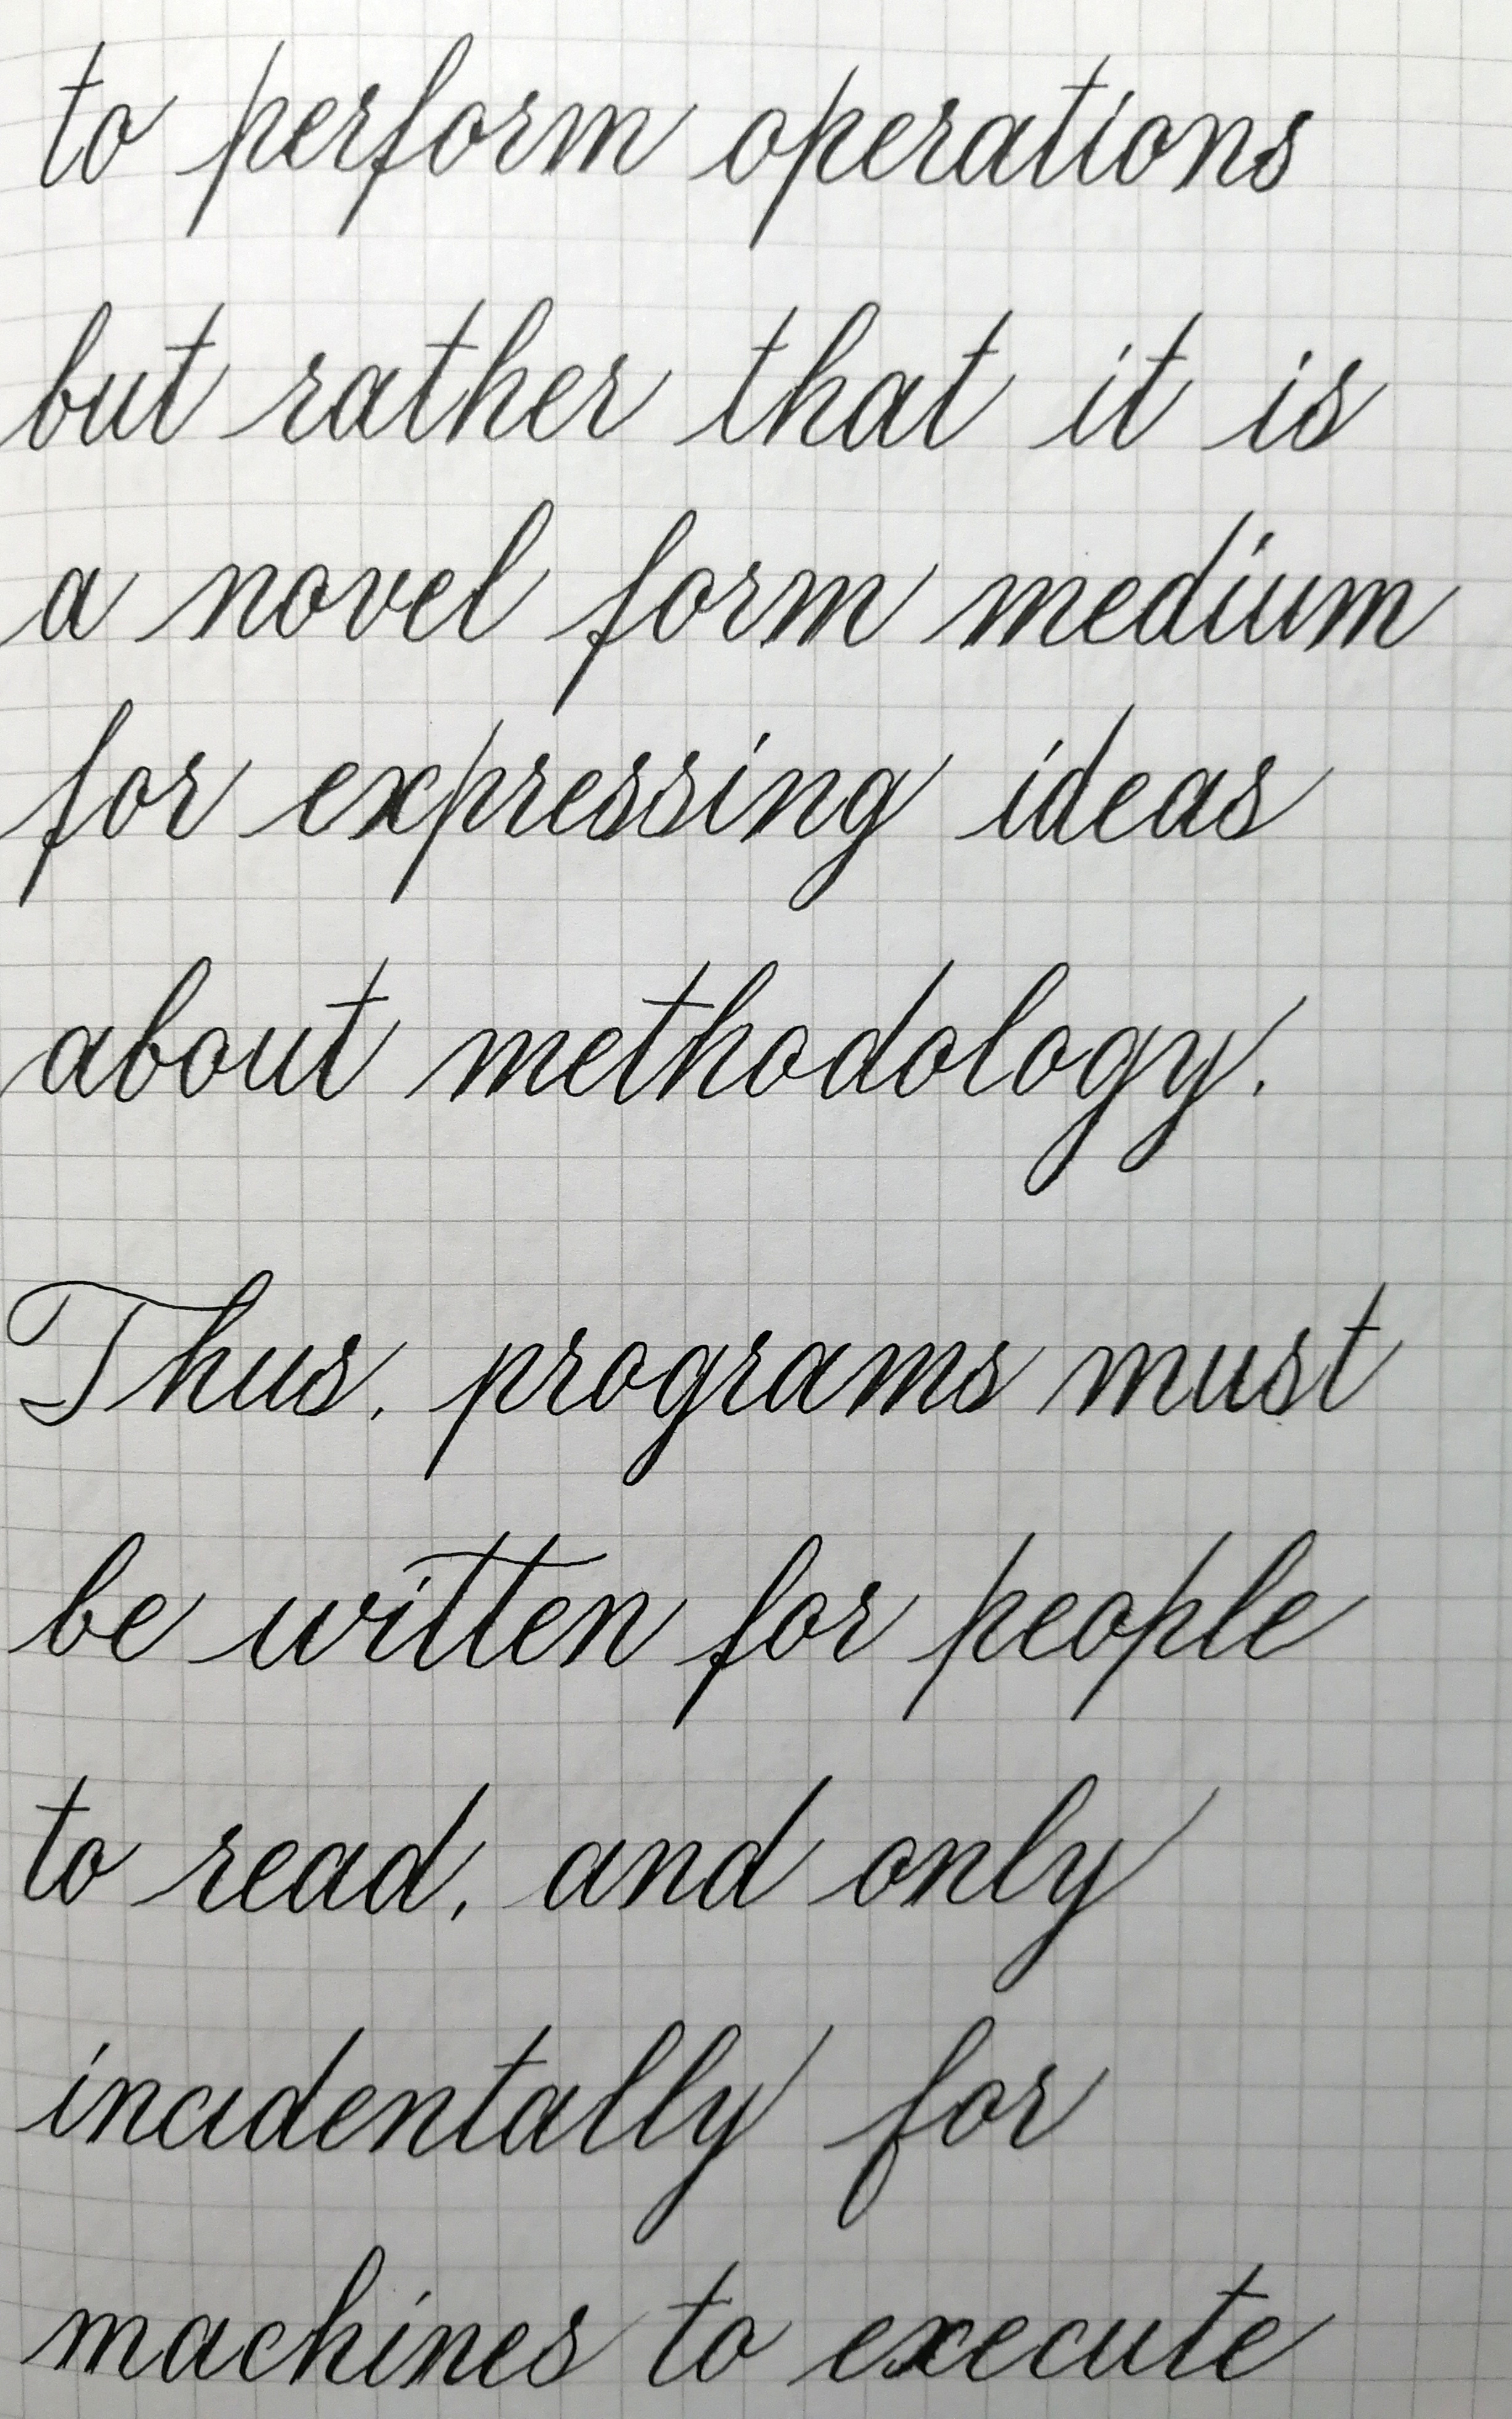 to perform operations
but rather that it is
a novel form medium
for expressing ideas
about methodology.
Thus, programs must
be written for people
to read, and only
incidentally for
machines to execute